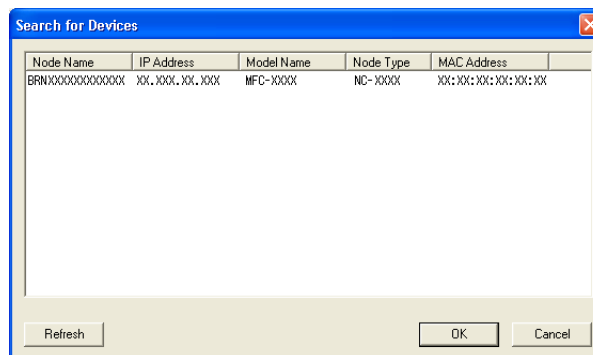 Search for Devices
Node Name IP Address Model Name Node Type MAC Address
BRNXXXXXXXXXXXX XX.XXX.XX.XXX MFC-XXXX NC-XXXX XX:XX:XX:XX:XX:XX
Refresh OK Cancel